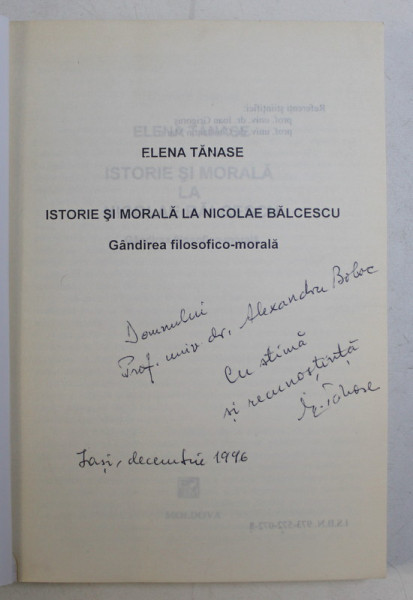 ELENA TĂNASE
ISTORIE ŞI MORALĂ LA NICOLAE BĂLCESCU
Gândirea filosofico-morală
Domnului
Prof. univ dr. Alexandru Boboc
Cu stimă
şi recunoştinţă
Tănase
Iaşi, decembrie 1996